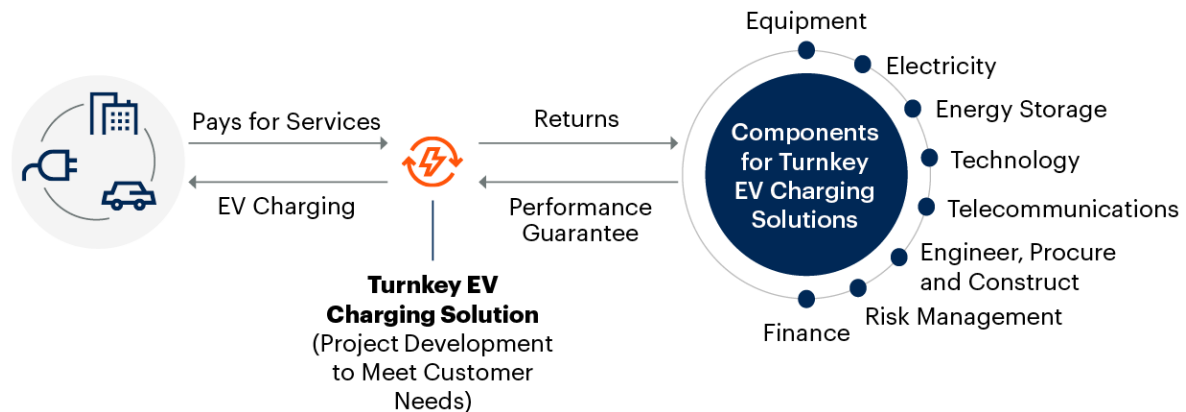 Equipment
Electricity
Energy Storage
Technology
Telecommunications
Engineer, Procure
and Construct
Risk Management
Finance
Components
for Turnkey
EV Charging
Solutions
Pays for Services
EV Charging
Returns
Performance
Guarantee
Turnkey EV
Charging Solution
(Project Development
to Meet Customer
Needs)